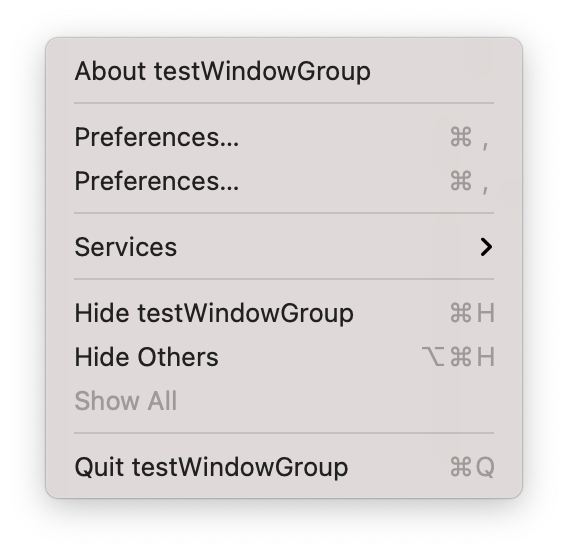 About testWindowGroup
Preferences... ⌘ ,
Preferences... ⌘ ,
Services
Hide testWindowGroup ⌘H
Hide Others ⌥⌘H
Show All
Quit testWindowGroup ⌘Q